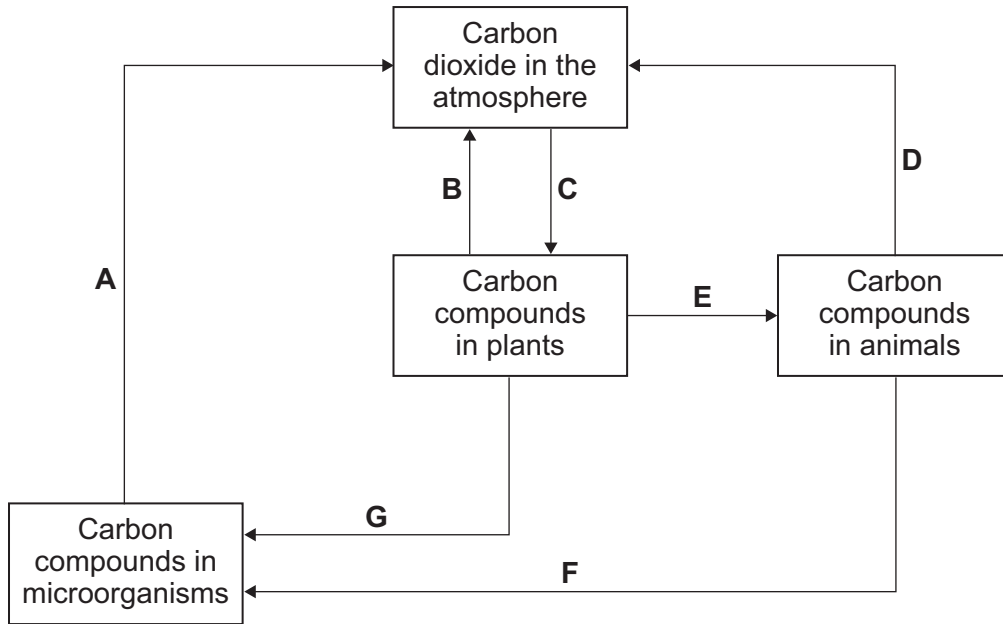 Carbon
dioxide in the
atmosphere
D
B
C
A
Carbon
compounds
in plants
E
Carbon
compounds
in animals
G
Carbon
compounds in
microorganisms
F